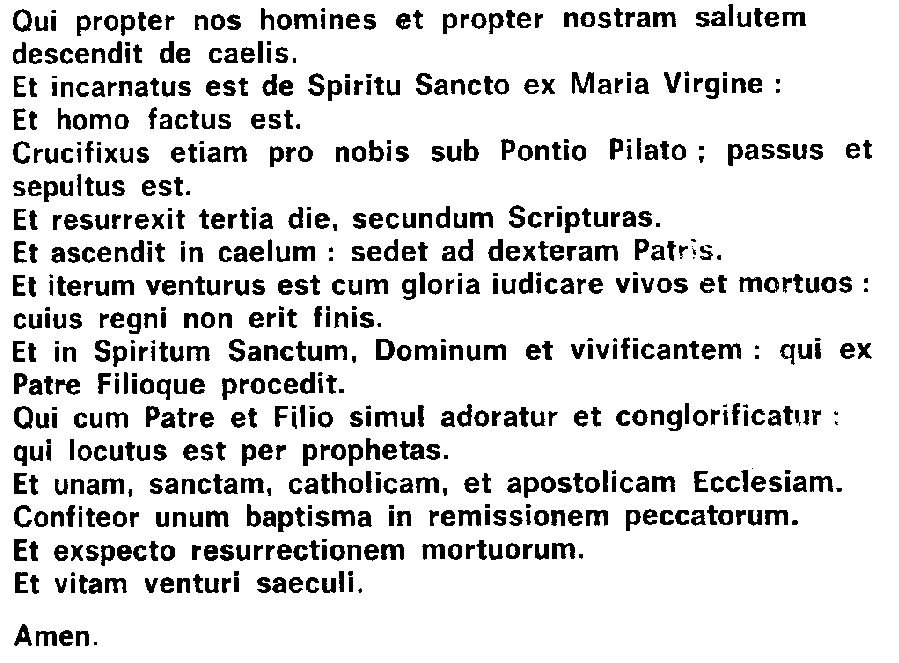 Qui propter nos homines et propter nostram salutem
descendit de caelis.
Et incarnatus est de Spiritu Sancto ex Maria Virgine :
Et homo factus est.
Crucifixus etiam pro nobis sub Pontio Pilato ; passus et
sepultus est.
Et resurrexit tertia die, secundum Scripturas.
Et ascendit in caelum : sedet ad dexteram Patris.
Et iterum venturus est cum gloria iudicare vivos et mortuos :
cuius regni non erit finis.
Et in Spiritum Sanctum, Dominum et vivificantem : qui ex
Patre Filioque procedit.
Qui cum Patre et Filio simul adoratur et conglorificatur :
qui locutus est per prophetas.
Et unam, sanctam, catholicam, et apostolicam Ecclesiam.
Confiteor unum baptisma in remissionem peccatorum.
Et exspecto resurrectionem mortuorum.
Et vitam venturi saeculi.
Amen.